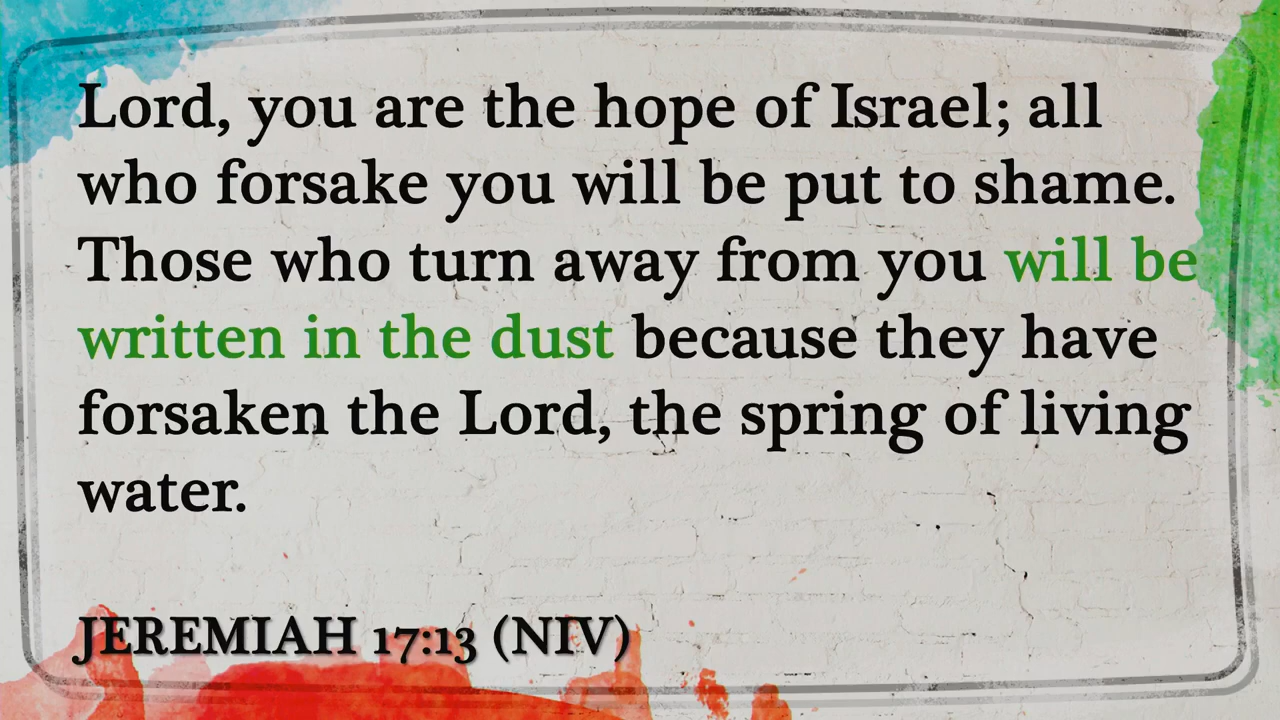 Lord, you are the hope of Israel; all
who forsake you will be put to shame.
Those who turn away from you will be
written in the dust because they have
forsaken the Lord, the spring of living
water.
JEREMIAH 17:13 (NIV)